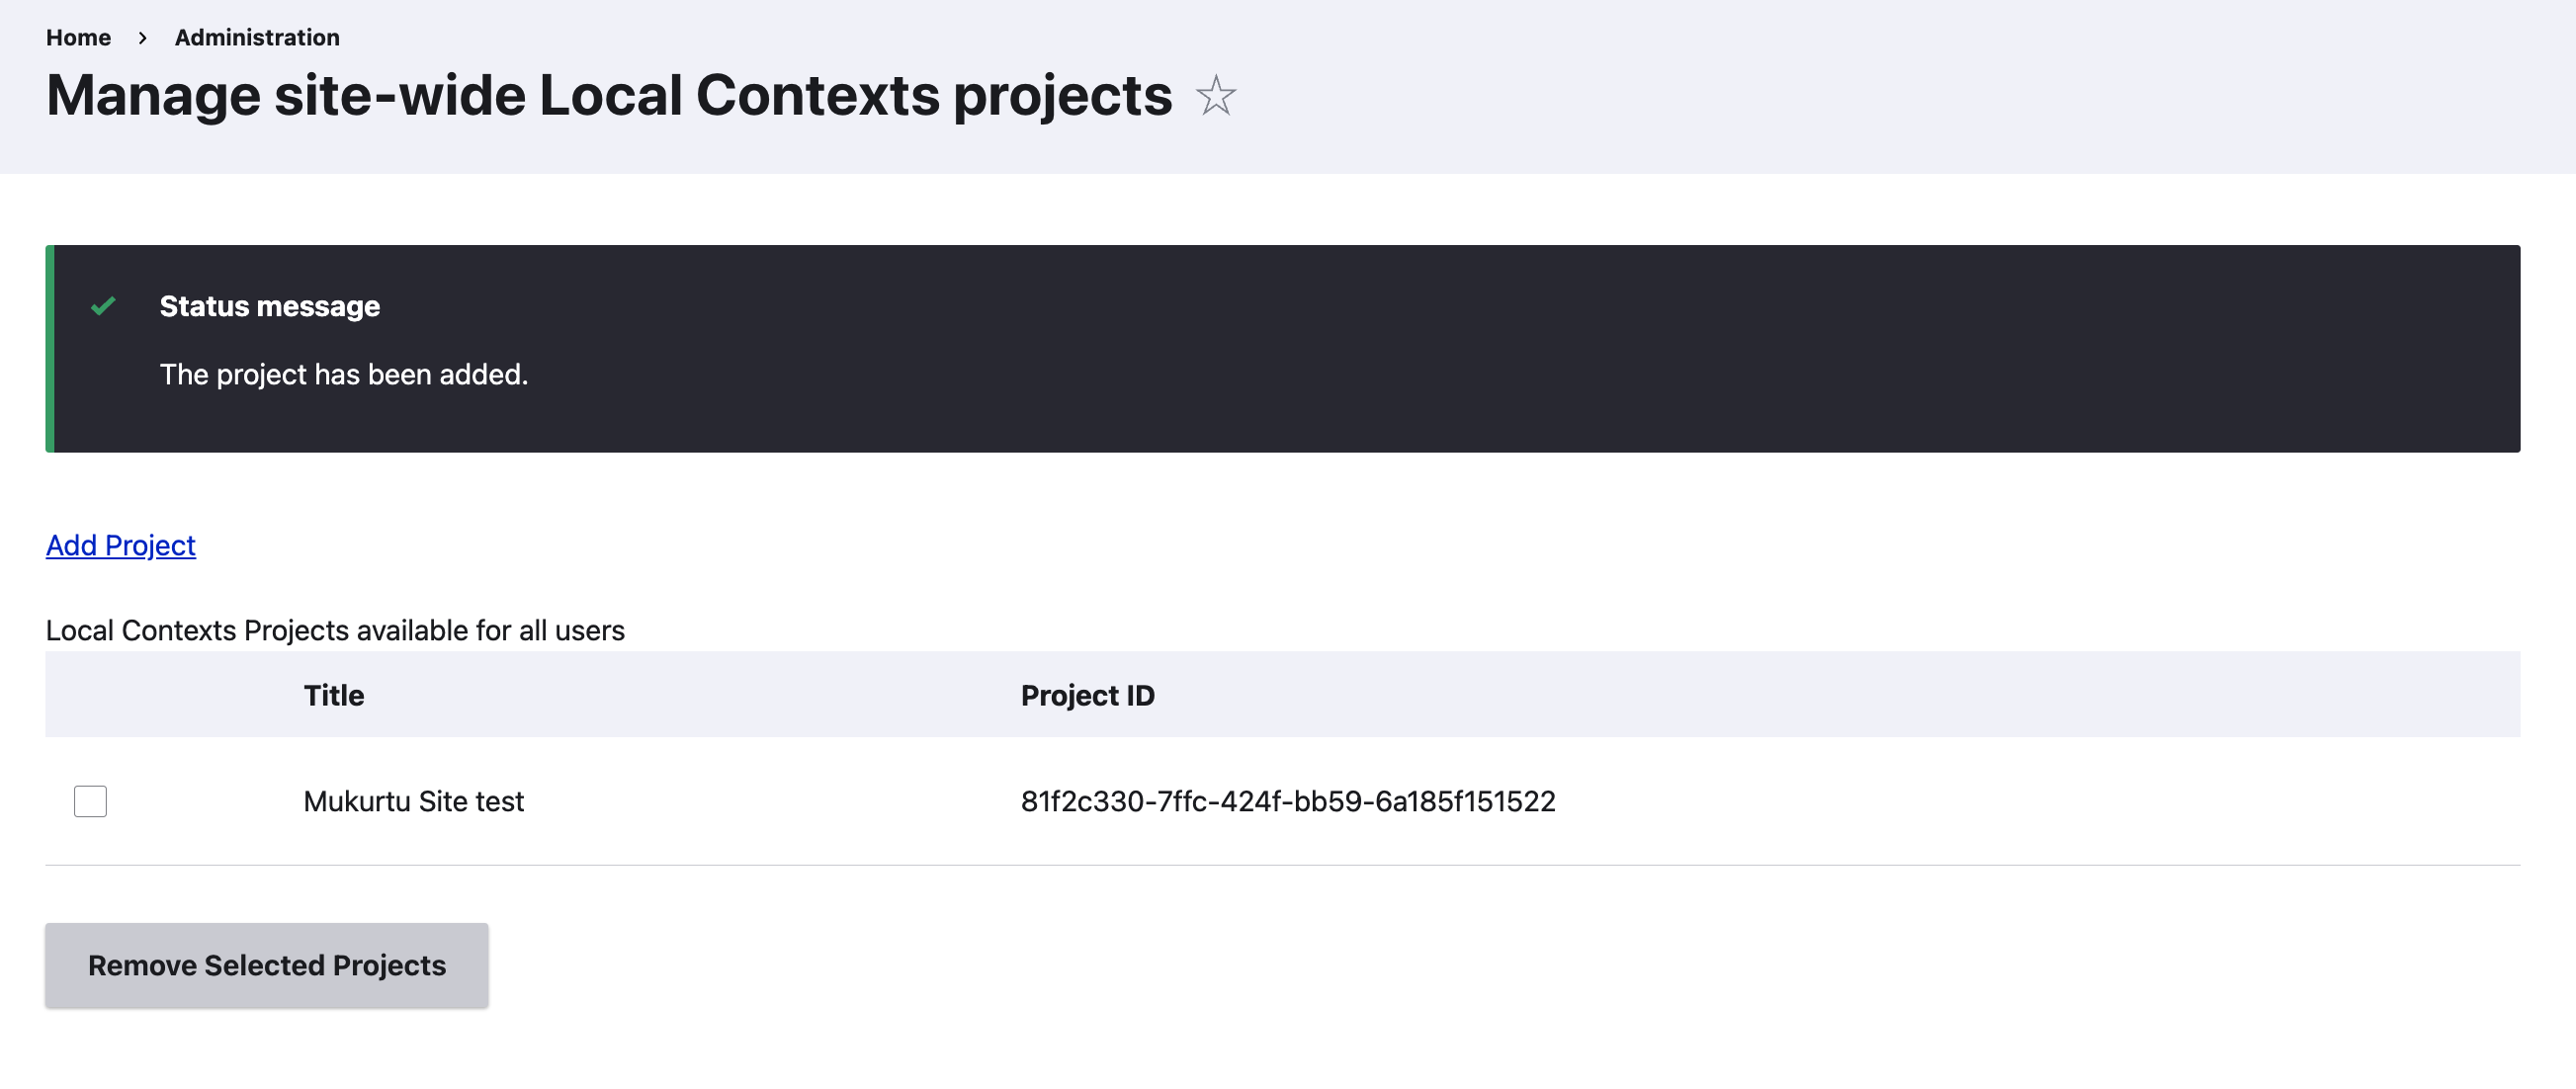 Home > Administration
Manage site-wide Local Contexts projects
Status message
The project has been added.
Add Project
Local Contexts Projects available for all users
Title Project ID
Mukurtu Site test 81f2c330-7ffc-424f-bb59-6a185f151522
Remove Selected Projects